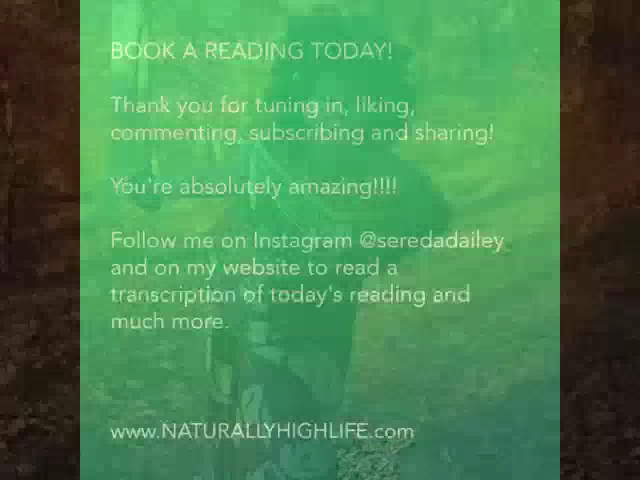 BOOK A READING TODAY!
Thank you for tuning in, liking,
commenting, subscribing and sharing!
You're absolutely amazing!!!!
Follow me on Instagram @seredadailey
and on my website to read a
transcription of today's reading and
much more.
www.NATURALLYHIGHLIFE.com